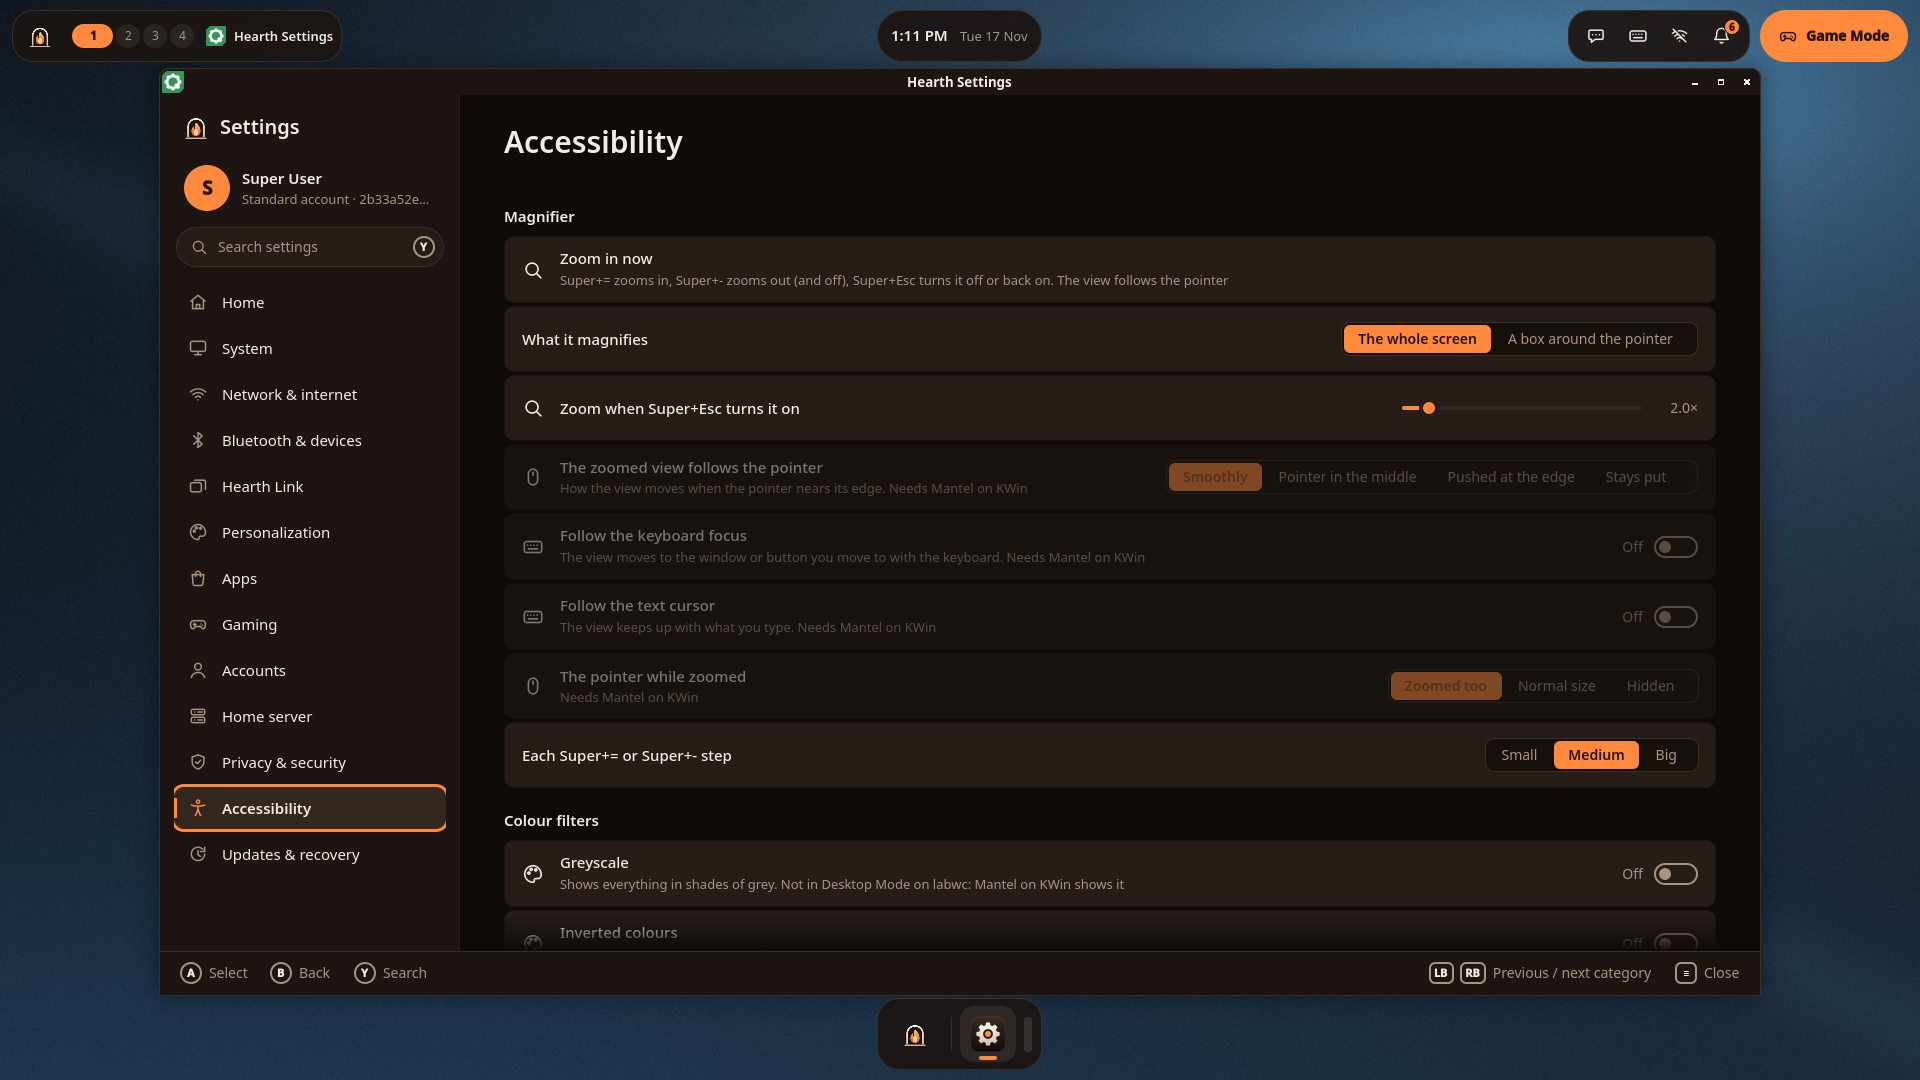 1 2 3 4 Hearth Settings
1:11 PM Tue 17 Nov
6
Game Mode
Hearth Settings
Settings
S
Super User
Standard account · 2b33a52e...
Search settings Y
Home
System
Network & internet
Bluetooth & devices
Hearth Link
Personalization
Apps
Gaming
Accounts
Home server
Privacy & security
Accessibility
Updates & recovery
Accessibility
Magnifier
Zoom in now
Super+= zooms in, Super+- zooms out (and off), Super+Esc turns it off or back on. The view follows the pointer
What it magnifies The whole screen A box around the pointer
Zoom when Super+Esc turns it on 2.0×
The zoomed view follows the pointer
How the view moves when the pointer nears its edge. Needs Mantel on KWin
Smoothly Pointer in the middle Pushed at the edge Stays put
Follow the keyboard focus
The view moves to the window or button you move to with the keyboard. Needs Mantel on KWin
Off
Follow the text cursor
The view keeps up with what you type. Needs Mantel on KWin
Off
The pointer while zoomed
Needs Mantel on KWin
Zoomed too Normal size Hidden
Each Super+= or Super+- step Small Medium Big
Colour filters
Greyscale
Shows everything in shades of grey. Not in Desktop Mode on labwc: Mantel on KWin shows it
Off
Inverted colours
Off
A Select B Back Y Search
LB RB Previous / next category ≡ Close